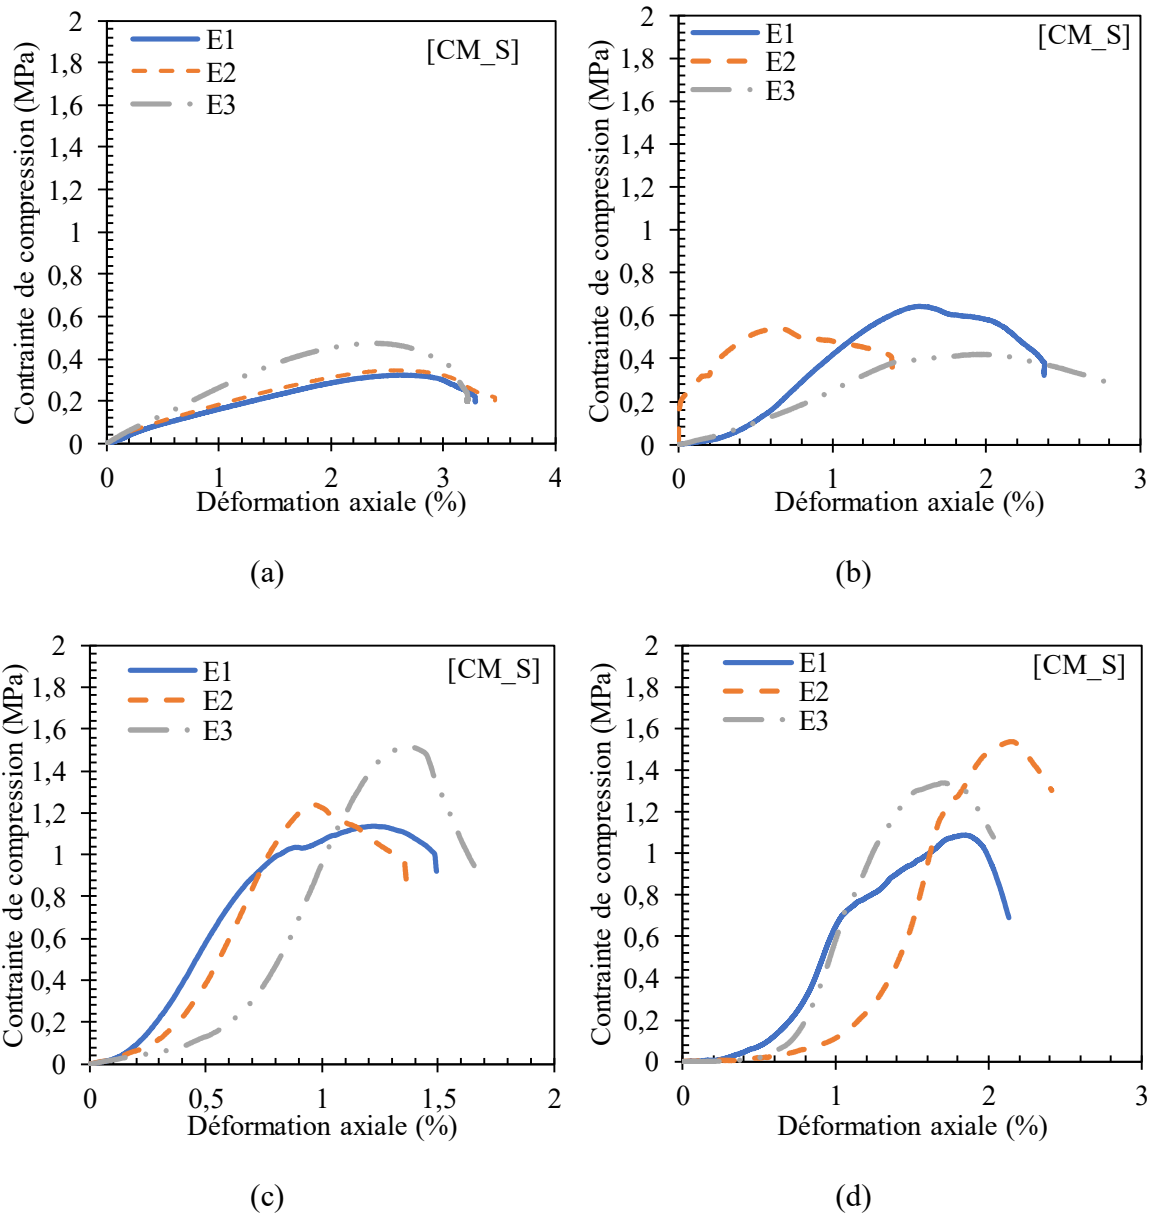 Contrainte de compression (MPa)
2
1,8
1,6
1,4
1,2
1
0,8
0,6
0,4
0,2
0
E1
E2
E3
[CM_S]
0 1 2 3 4
Déformation axiale (%)
(a)
Contrainte de compression (MPa)
2
1,8
1,6
1,4
1,2
1
0,8
0,6
0,4
0,2
0
E1
E2
E3
[CM_S]
0 1 2 3
Déformation axiale (%)
(b)
Contrainte de compression (MPa)
2
1,8
1,6
1,4
1,2
1
0,8
0,6
0,4
0,2
0
E1
E2
E3
[CM_S]
0 0,5 1 1,5 2
Déformation axiale (%)
(c)
Contrainte de compression (MPa)
2
1,8
1,6
1,4
1,2
1
0,8
0,6
0,4
0,2
0
E1
E2
E3
[CM_S]
0 1 2 3
Déformation axiale (%)
(d)